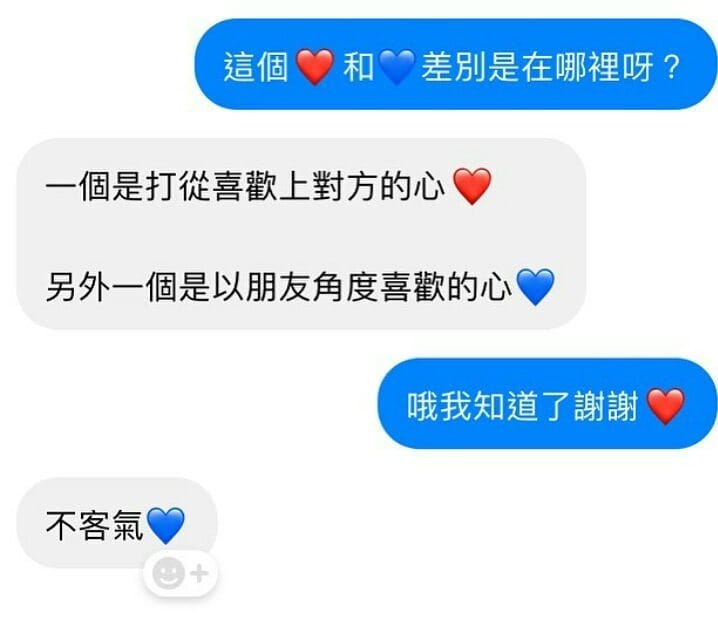 這個❤️和💙差別是在哪裡呀？
一個是打從喜歡上對方的心❤️
另外一個是以朋友角度喜歡的心💙
哦我知道了謝謝❤️
不客氣💙